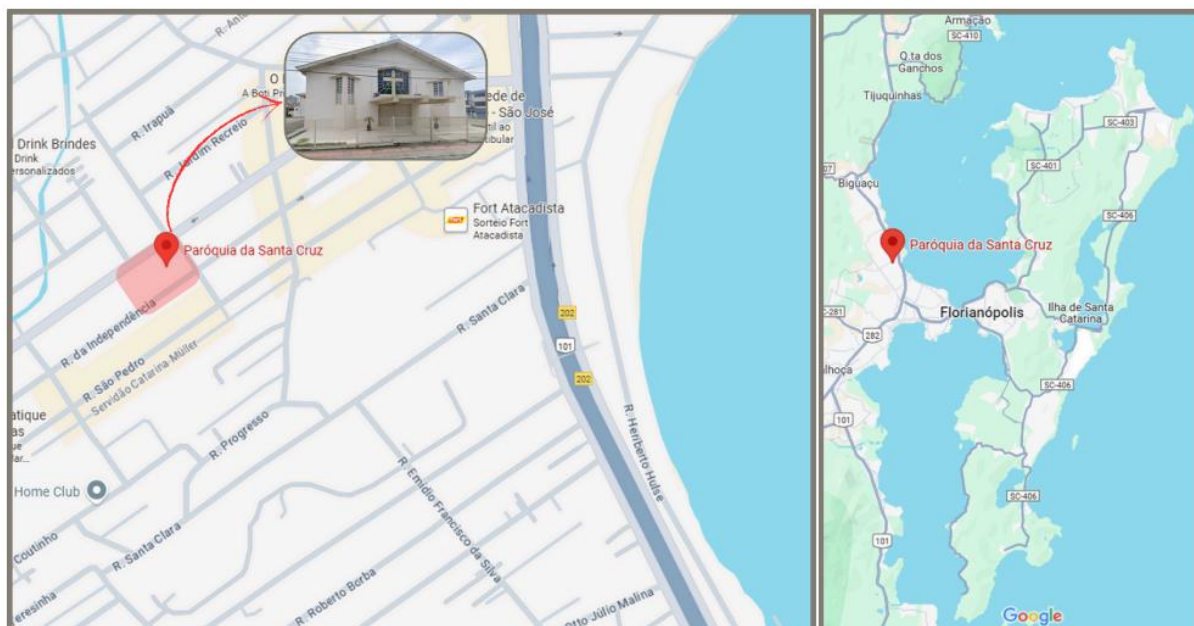 R. Irapuã
R. Jardim Recreio
ede de
- São José
til ao
tibular
l Drink Brindes
Drink
ersonalizados
Fort Atacadista
Sorteio Fort
Atacadista
Paróquia da Santa Cruz
R. da Independência
R. São Pedro
Servidão Catarina Müller
R. Santa Clara
202
101
202
R. Progresso
R. Heriberto Hulse
R. Emídio Francisco da Silva
Home Club
Coutinho
R. Santa Clara
R. Roberto Borba
Otto Júlio Malina
eresinha
Armação
SC-410
Q.ta dos
Ganchos
Tijuquinhas
SC-403
SC-401
Biguaçu
SC-406
Paróquia da Santa Cruz
Florianópolis
Ilha de Santa
Catarina
SC-281
282
alhoça
SC-406
101
SC-406
101
Google